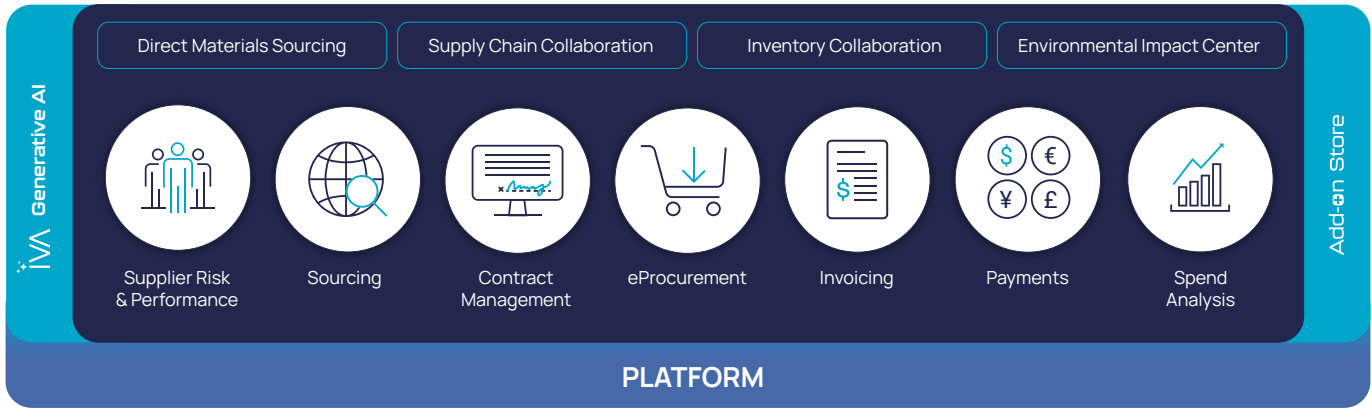 Direct Materials Sourcing
Supply Chain Collaboration
Inventory Collaboration
Environmental Impact Center
IVA Generative AI
Supplier Risk
& Performance
Sourcing
Contract
Management
eProcurement
Invoicing
Payments
Spend
Analysis
$
€
¥
£
$
x
Add-on Store
PLATFORM